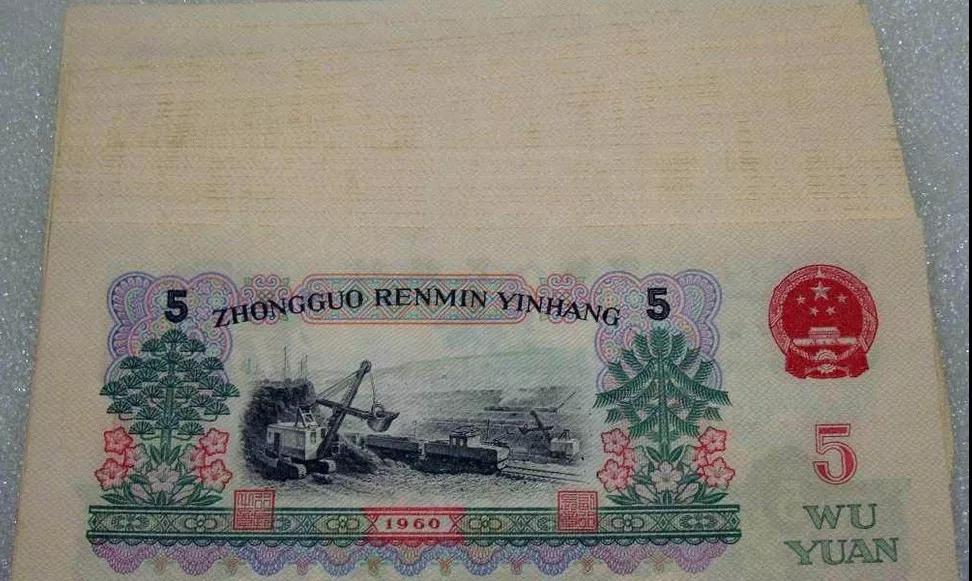 5 ZHONGGUO RENMIN YINHANG 5
5
1960
WU
YUAN